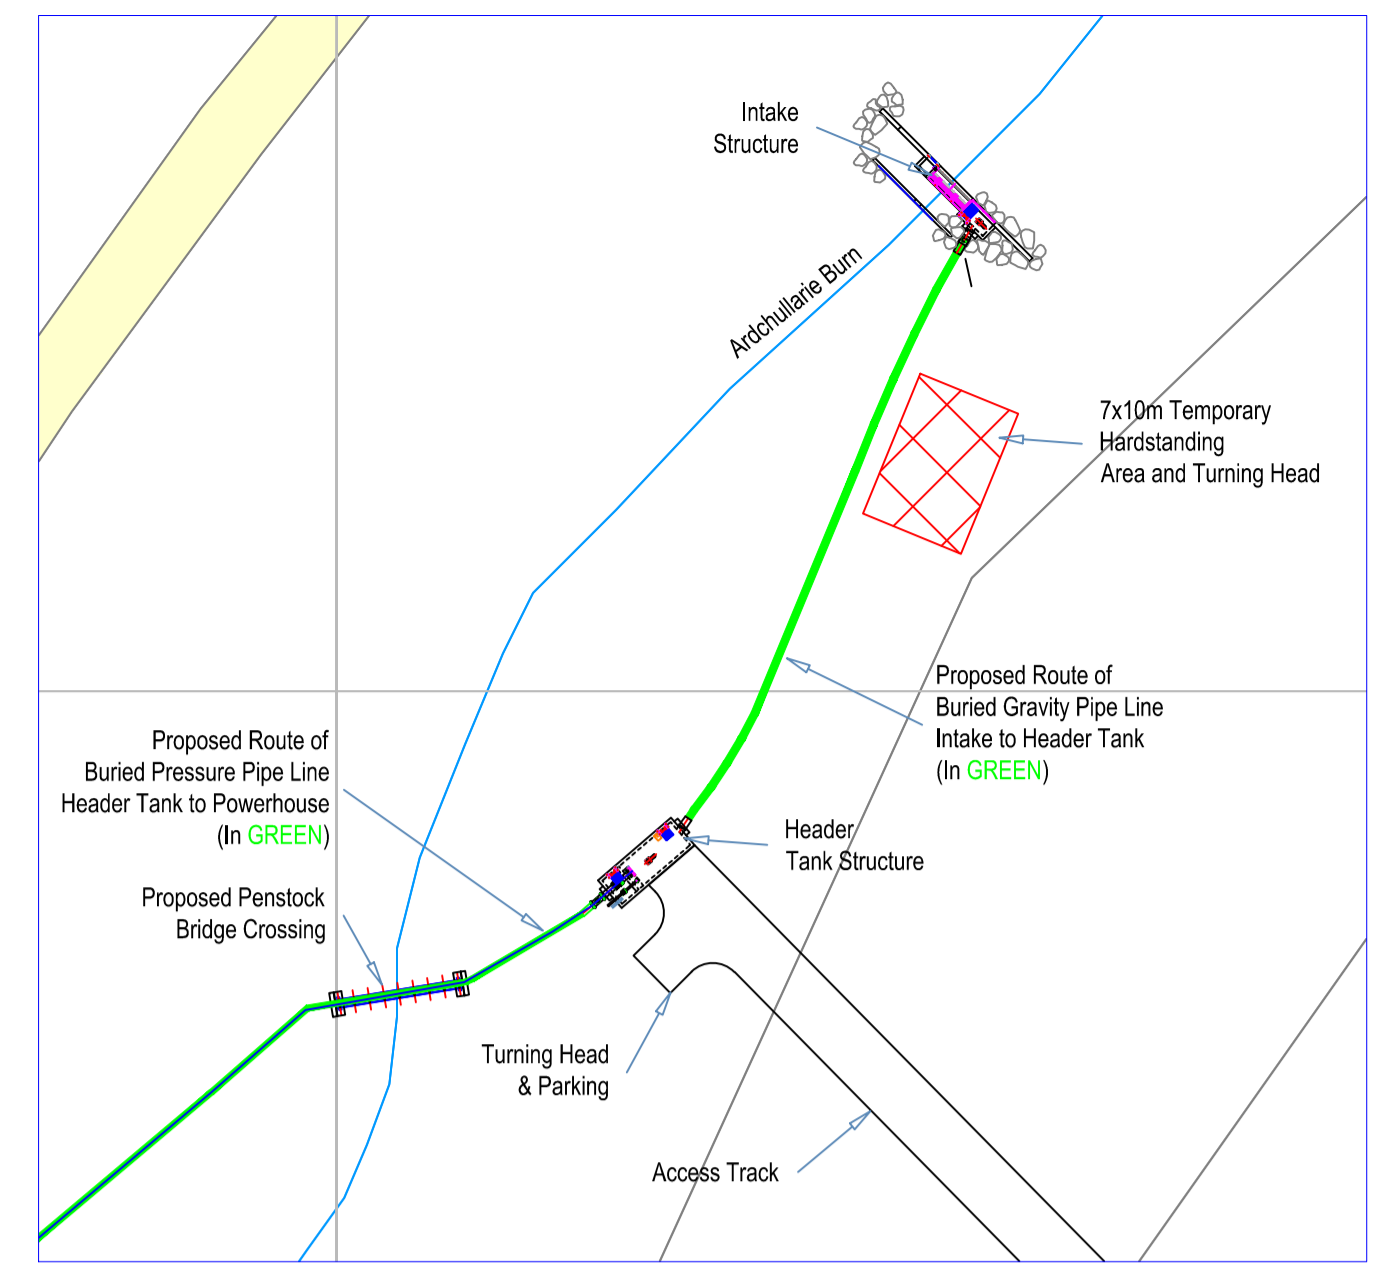 Intake
Structure
Ardchullarie Burn
7x10m Temporary
Hardstanding
Area and Turning Head
Proposed Route of
Buried Gravity Pipe Line
Intake to Header Tank
(In GREEN)
Proposed Route of
Buried Pressure Pipe Line
Header Tank to Powerhouse
(In GREEN)
Header
Tank Structure
Proposed Penstock
Bridge Crossing
Turning Head
& Parking
Access Track